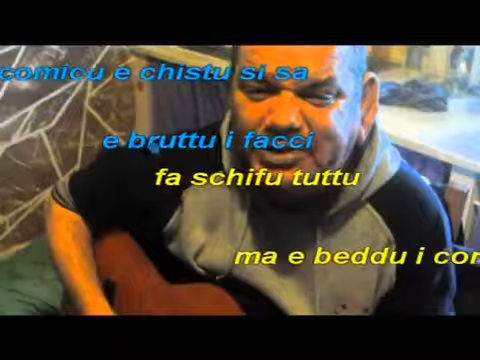 comicu e chistu si sa
e bruttu i facci
fa schifu tuttu
ma e beddu i cor